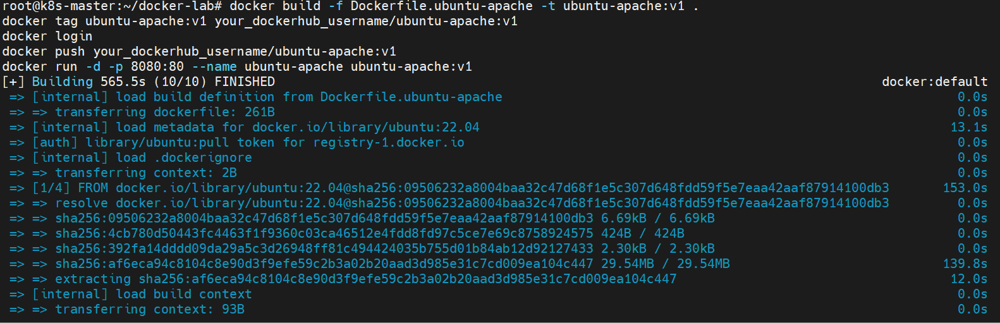 root@k8s-master:~/docker-lab# docker build -f Dockerfile.ubuntu-apache -t ubuntu-apache:v1 .
docker tag ubuntu-apache:v1 your_dockerhub_username/ubuntu-apache:v1
docker login
docker push your_dockerhub_username/ubuntu-apache:v1
docker run -d -p 8080:80 --name ubuntu-apache ubuntu-apache:v1
[+] Building 565.5s (10/10) FINISHED docker:default
=> [internal] load build definition from Dockerfile.ubuntu-apache 0.0s
=> => transferring dockerfile: 261B 0.0s
=> [internal] load metadata for docker.io/library/ubuntu:22.04 13.1s
=> [auth] library/ubuntu:pull token for registry-1.docker.io 0.0s
=> [internal] load .dockerignore 0.0s
=> => transferring context: 2B 0.0s
=> [1/4] FROM docker.io/library/ubuntu:22.04@sha256:09506232a8004baa32c47d68f1e5c307d648fdd59f5e7eaa42aaf87914100db3 153.0s
=> => resolve docker.io/library/ubuntu:22.04@sha256:09506232a8004baa32c47d68f1e5c307d648fdd59f5e7eaa42aaf87914100db3 0.0s
=> => sha256:09506232a8004baa32c47d68f1e5c307d648fdd59f5e7eaa42aaf87914100db3 6.69kB / 6.69kB 0.0s
=> => sha256:4cb780d50443fc4463f1f9360c03ca46512e4fdd8fd97c5ce7e69c8758924575 424B / 424B 0.0s
=> => sha256:392fa14dddd09da29a5c3d26948ff81c494424035b755d01b84ab12d92127433 2.30kB / 2.30kB 0.0s
=> => sha256:af6eca94c8104c8e90d3f9efe59c2b3a02b20aad3d985e31c7cd009ea104c447 29.54MB / 29.54MB 139.8s
=> => extracting sha256:af6eca94c8104c8e90d3f9efe59c2b3a02b20aad3d985e31c7cd009ea104c447 12.0s
=> [internal] load build context 0.0s
=> => transferring context: 93B 0.0s